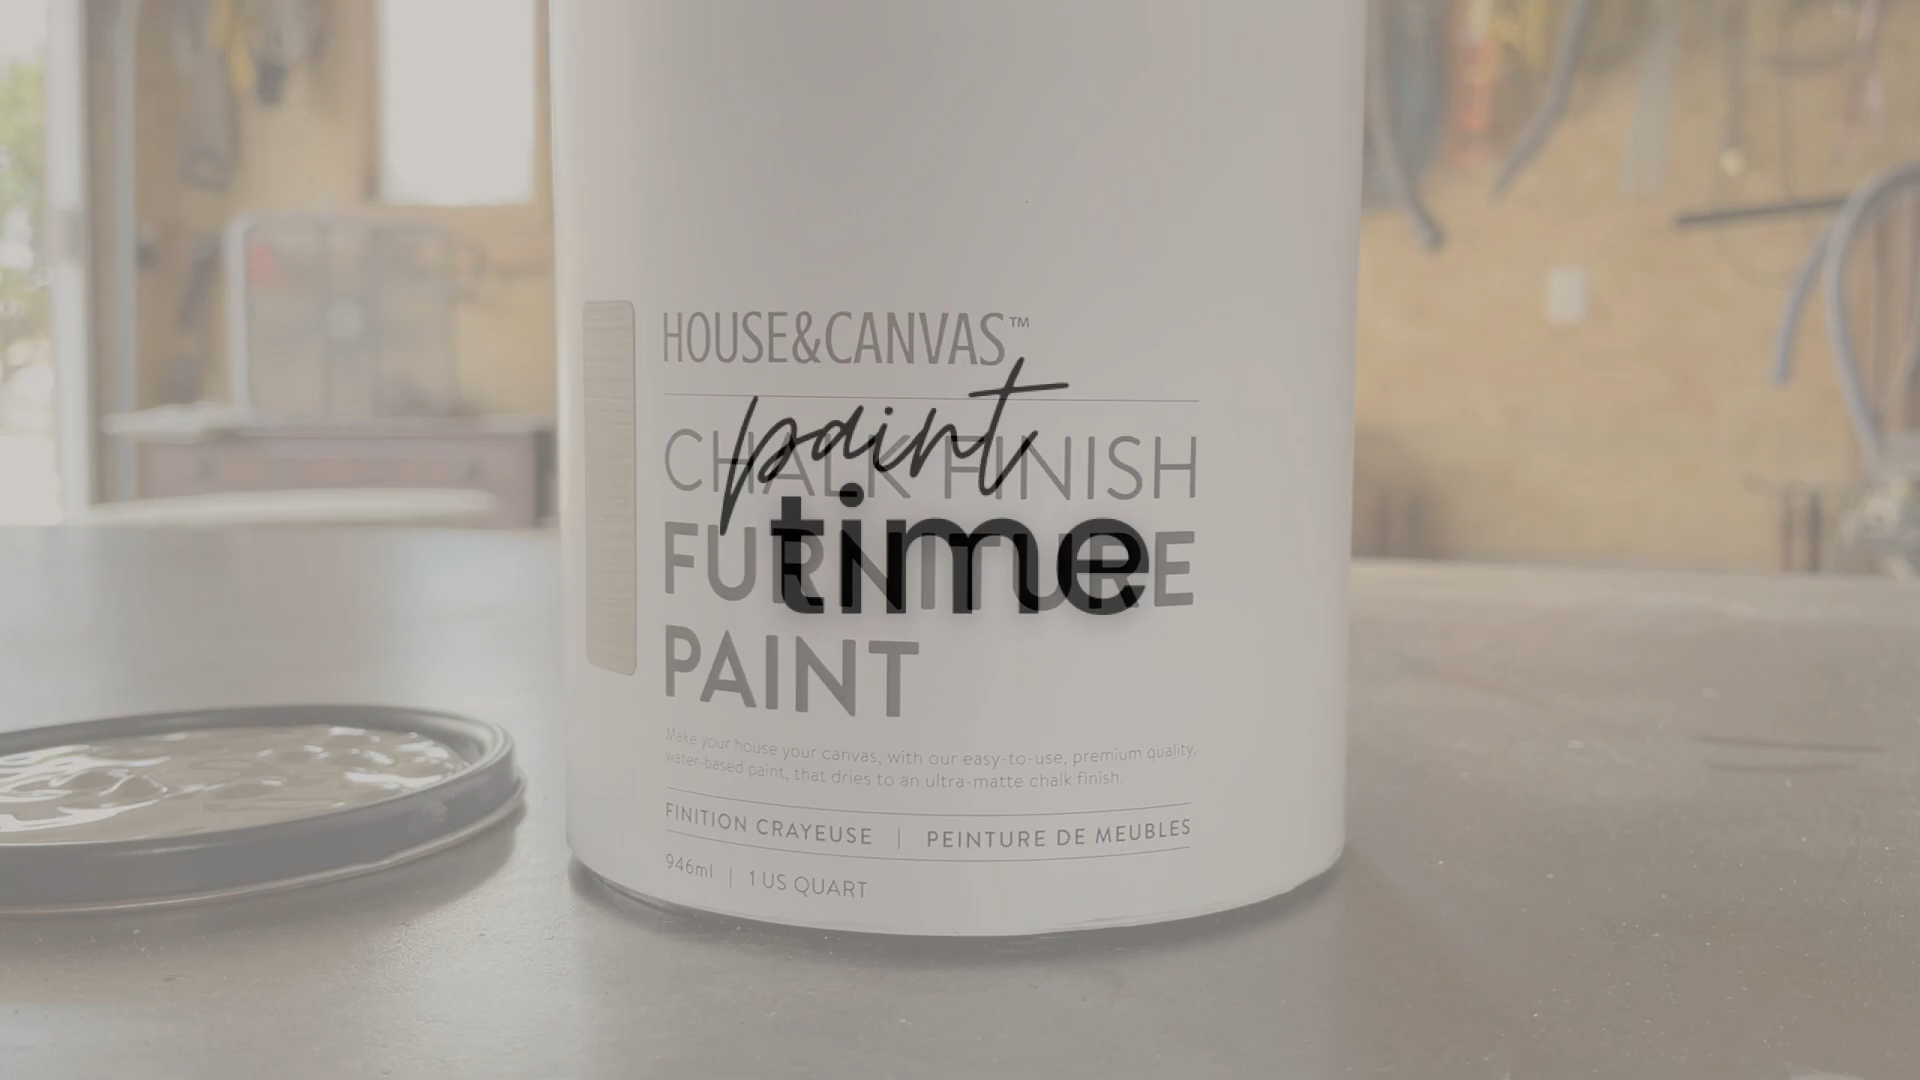 HOUSE&CANVAS™
paint
CHALK FINISH
time
FURNITURE
PAINT
Make your house your canvas, with our easy-to-use, premium quality,
water-based paint, that dries to an ultra-matte chalk finish.
FINITION CRAYEUSE | PEINTURE DE MEUBLES
946ml | 1 US QUART